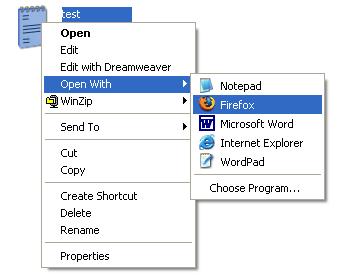 test
Open
Edit
Edit with Dreamweaver
Open With
WinZip
Send To
Cut
Copy
Create Shortcut
Delete
Rename
Properties
Notepad
Firefox
Microsoft Word
Internet Explorer
WordPad
Choose Program...